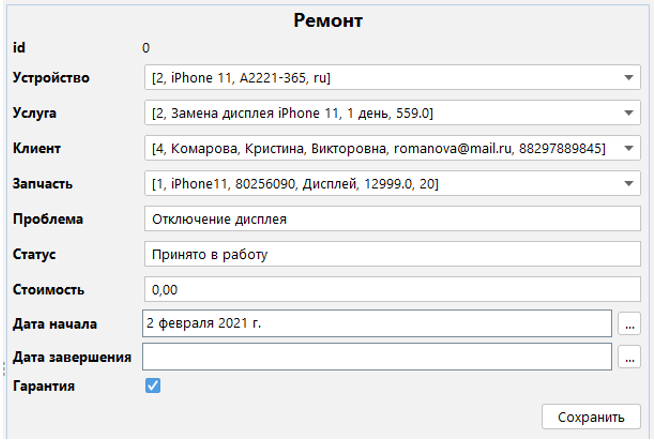 Ремонт
id 0
Устройство [2, iPhone 11, A2221-365, ru]
Услуга [2, Замена дисплея iPhone 11, 1 день, 559.0]
Клиент [4, Комарова, Кристина, Викторовна, romanova@mail.ru, 88297889845]
Запчасть [1, iPhone11, 80256090, Дисплей, 12999.0, 20]
Проблема Отключение дисплея
Статус Принято в работу
Стоимость 0,00
Дата начала 2 февраля 2021 г. ...
Дата завершения ...
Гарантия
Сохранить